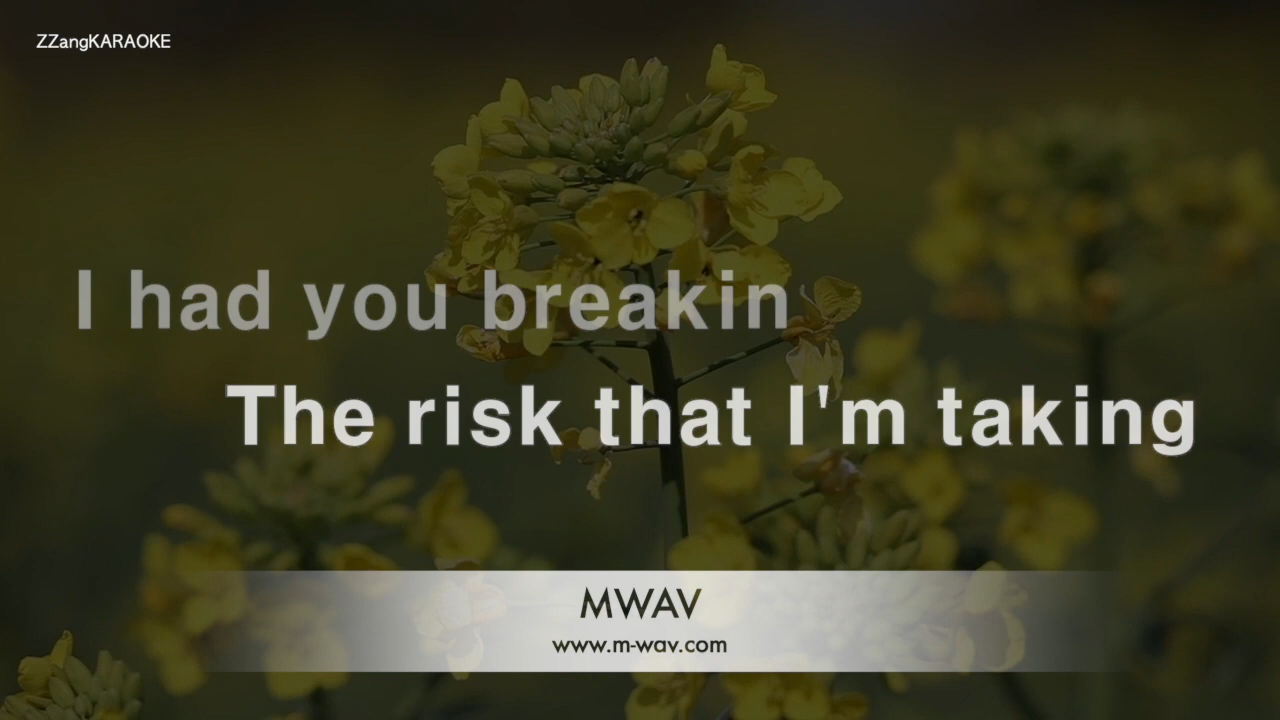 ZZangKARAOKE
I had you breakin
The risk that I'm taking
MWAV
www.m-wav.com